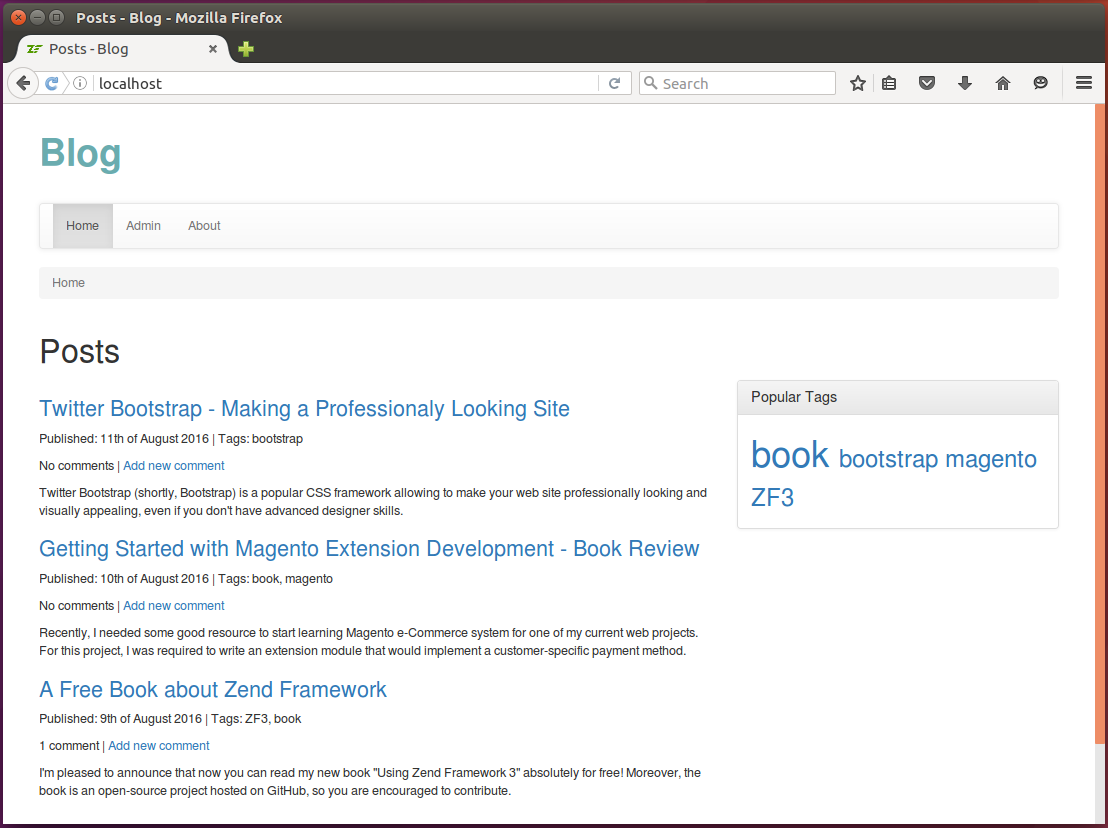 Posts - Blog - Mozilla Firefox
Posts - Blog
localhost
Search
Blog
Home Admin About
Home
Posts
Twitter Bootstrap - Making a Professionaly Looking Site
Published: 11th of August 2016 | Tags: bootstrap
No comments | Add new comment
Twitter Bootstrap (shortly, Bootstrap) is a popular CSS framework allowing to make your web site professionally looking and
visually appealing, even if you don't have advanced designer skills.
Getting Started with Magento Extension Development - Book Review
Published: 10th of August 2016 | Tags: book, magento
No comments | Add new comment
Recently, I needed some good resource to start learning Magento e-Commerce system for one of my current web projects.
For this project, I was required to write an extension module that would implement a customer-specific payment method.
A Free Book about Zend Framework
Published: 9th of August 2016 | Tags: ZF3, book
1 comment | Add new comment
I'm pleased to announce that now you can read my new book "Using Zend Framework 3" absolutely for free! Moreover, the
book is an open-source project hosted on GitHub, so you are encouraged to contribute.
Popular Tags
book bootstrap magento
ZF3